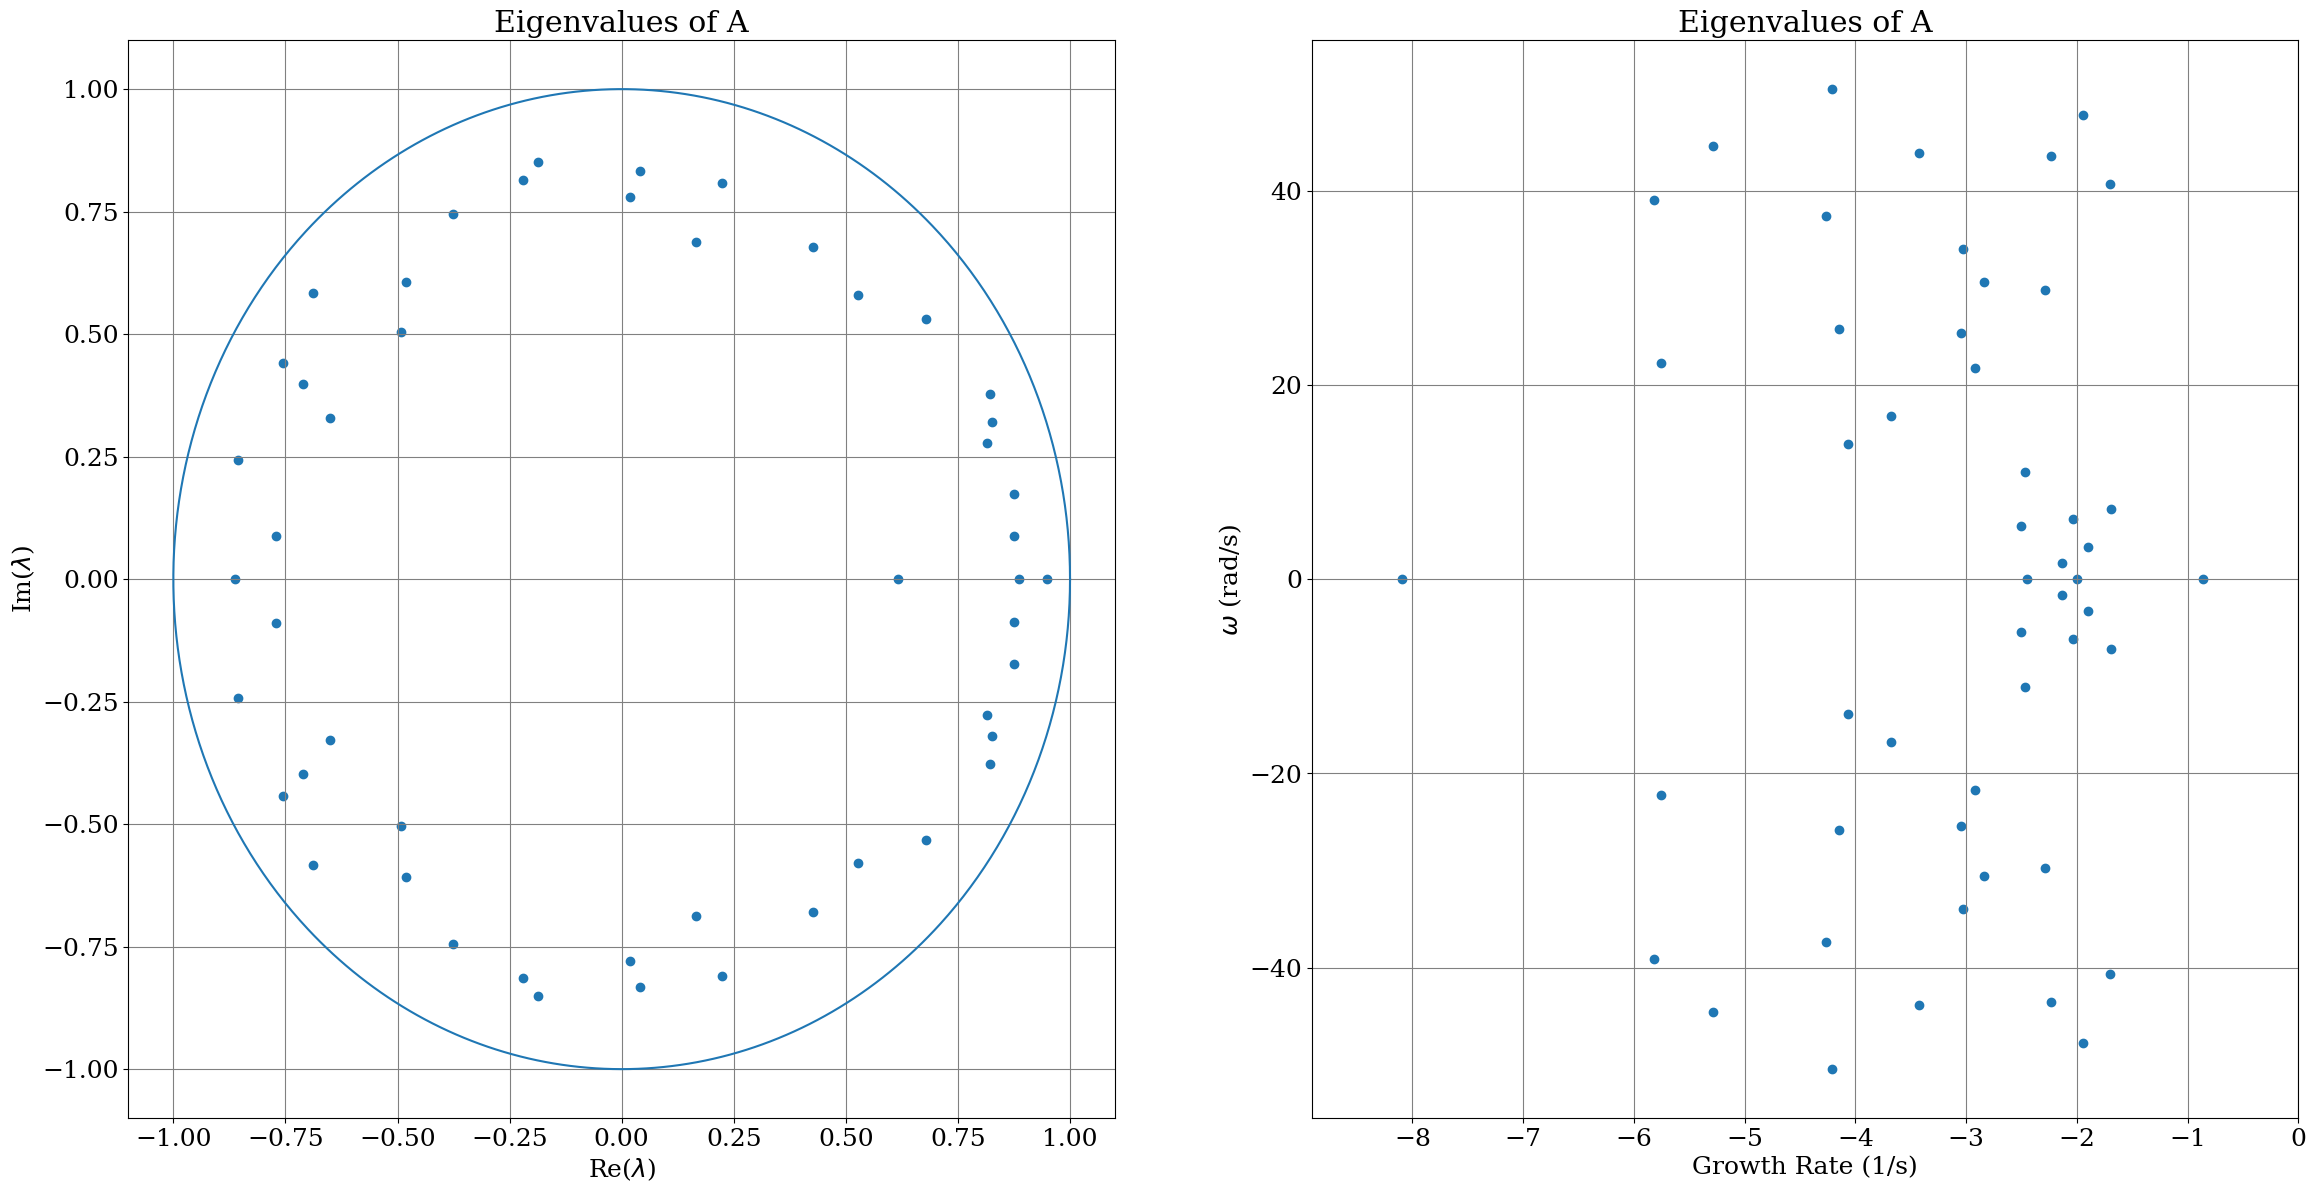 Eigenvalues of A
1.00
0.75
0.50
0.25
0.00
−0.25
−0.50
−0.75
−1.00
Im(λ)
−1.00 −0.75 −0.50 −0.25 0.00 0.25 0.50 0.75 1.00
Re(λ)
Eigenvalues of A
40
20
0
−20
−40
ω (rad/s)
−8 −7 −6 −5 −4 −3 −2 −1 0
Growth Rate (1/s)